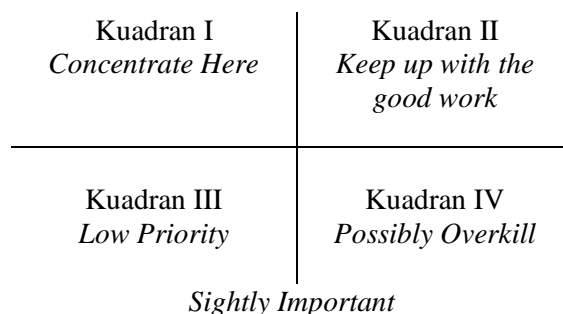 Kuadran I
Concentrate Here
Kuadran II
Keep up with the
good work
Kuadran III
Low Priority
Kuadran IV
Possibly Overkill
Sightly Important